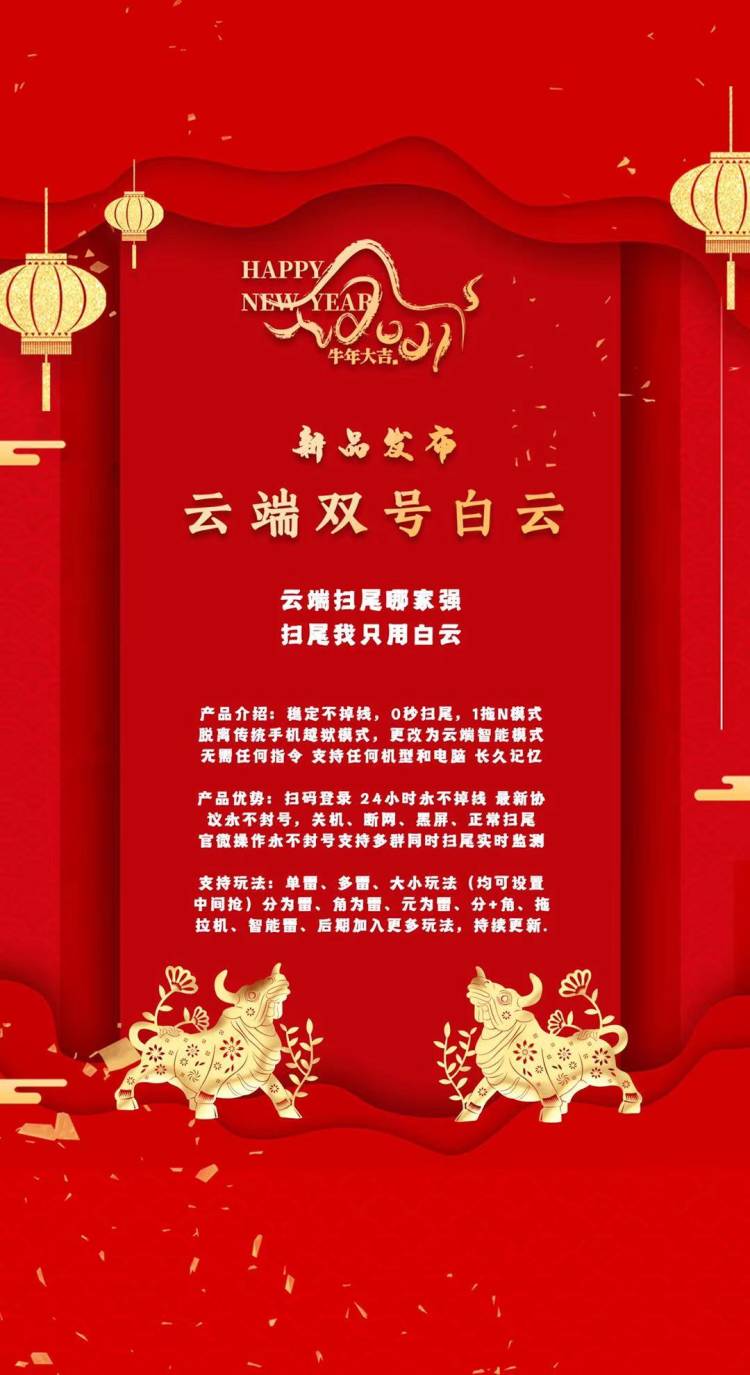 HAPPY
NEW YEAR
2021
牛年大吉
新品发布
云端双号白云
云端扫尾哪家强
扫尾我只用白云
产品介绍：稳定不掉线，0秒扫尾，1拖N模式
脱离传统手机越狱模式，更改为云端智能模式
无需任何指令 支持任何机型和电脑 长久记忆
产品优势：扫码登录 24小时永不掉线 最新协
议永不封号，关机、断网、黑屏、正常扫尾
官微操作永不封号支持多群同时扫尾实时监测
支持玩法：单雷、多雷、大小玩法（均可设置
中间抢）分为雷、角为雷、元为雷、分+角、拖
拉机、智能雷、后期加入更多玩法，持续更新.